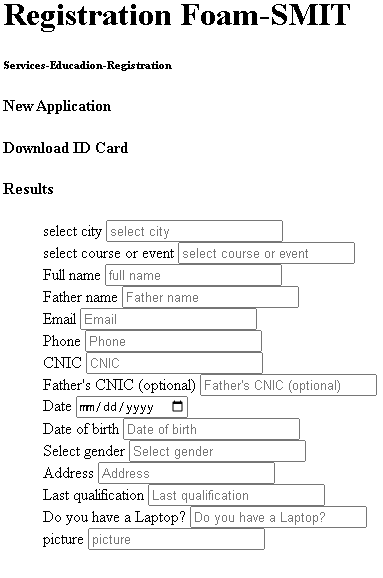 Registration Foam-SMIT
Services-Educadion-Registration
New Application
Download ID Card
Results
select city select city
select course or event select course or event
Full name full name
Father name Father name
Email Email
Phone Phone
CNIC CNIC
Father's CNIC (optional) Father's CNIC (optional)
Date mm/dd/yyyy
Date of birth Date of birth
Select gender Select gender
Address Address
Last qualification Last qualification
Do you have a Laptop? Do you have a Laptop?
picture picture